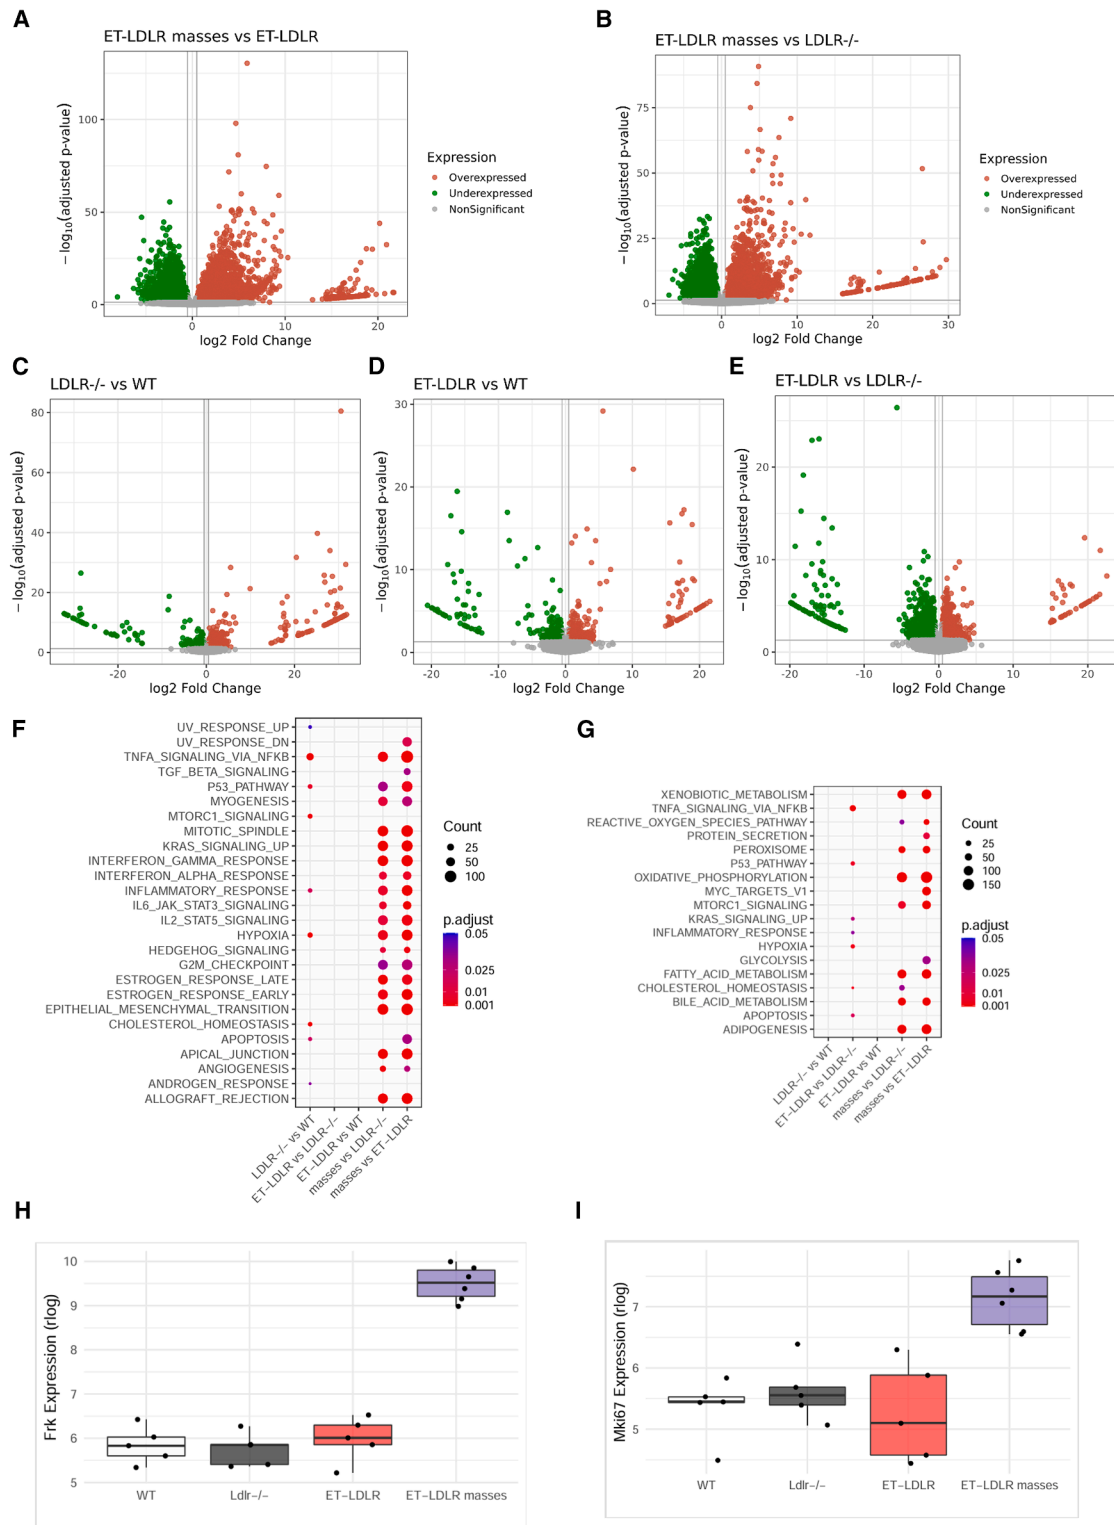 A
ET-LDLR masses vs ET-LDLR
− log10(adjusted p-value)
100
50
0
0
10
20
log2 Fold Change
Expression
Overexpressed
Underexpressed
NonSignificant
B
ET-LDLR masses vs LDLR-/-
− log10(adjusted p-value)
75
50
25
0
0
10
20
30
log2 Fold Change
Expression
Overexpressed
Underexpressed
NonSignificant
C
LDLR-/- vs WT
− log10(adjusted p-value)
80
60
40
20
0
-20
0
20
log2 Fold Change
D
ET-LDLR vs WT
− log10(adjusted p-value)
30
20
10
0
-20
-10
0
10
20
log2 Fold Change
E
ET-LDLR vs LDLR-/-
− log10(adjusted p-value)
20
10
0
-20
-10
0
10
20
log2 Fold Change
F
UV_RESPONSE_UP
UV_RESPONSE_DN
TNFA_SIGNALING_VIA_NFKB
TGF_BETA_SIGNALING
P53_PATHWAY
MYOGENESIS
MTORC1_SIGNALING
MITOTIC_SPINDLE
KRAS_SIGNALING_UP
INTERFERON_GAMMA_RESPONSE
INTERFERON_ALPHA_RESPONSE
INFLAMMATORY_RESPONSE
IL6_JAK_STAT3_SIGNALING
IL2_STAT5_SIGNALING
HYPOXIA
HEDGEHOG_SIGNALING
G2M_CHECKPOINT
ESTROGEN_RESPONSE_LATE
ESTROGEN_RESPONSE_EARLY
EPITHELIAL_MESENCHYMAL_TRANSITION
CHOLESTEROL_HOMEOSTASIS
APOPTOSIS
APICAL_JUNCTION
ANGIOGENESIS
ANDROGEN_RESPONSE
ALLOGRAFT_REJECTION
LDLR−/− vs WT
ET−LDLR vs LDLR−/−
ET−LDLR vs WT
masses vs LDLR−/−
masses vs ET−LDLR
Count
25
50
100
p.adjust
0.05
0.025
0.01
0.001
G
XENOBIOTIC_METABOLISM
TNFA_SIGNALING_VIA_NFKB
REACTIVE_OXYGEN_SPECIES_PATHWAY
PROTEIN_SECRETION
PEROXISOME
P53_PATHWAY
OXIDATIVE_PHOSPHORYLATION
MYC_TARGETS_V1
MTORC1_SIGNALING
KRAS_SIGNALING_UP
INFLAMMATORY_RESPONSE
HYPOXIA
GLYCOLYSIS
FATTY_ACID_METABOLISM
CHOLESTEROL_HOMEOSTASIS
BILE_ACID_METABOLISM
APOPTOSIS
ADIPOGENESIS
LDLR−/− vs WT
ET−LDLR vs LDLR−/−
ET−LDLR vs WT
masses vs LDLR−/−
masses vs ET−LDLR
Count
25
50
100
150
p.adjust
0.05
0.025
0.01
0.001
H
Frk Expression (rlog)
10
9
8
7
6
5
WT
Ldlr−/−
ET−LDLR
ET−LDLR masses
I
Mki67 Expression (rlog)
7
6
5
WT
Ldlr−/−
ET−LDLR
ET−LDLR masses